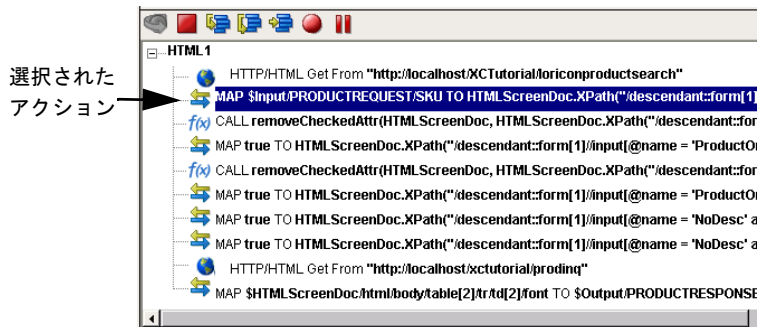 選択された
アクション
HTML1
HTTP/HTML Get From "http://localhost/XCTutorial/loriconproductsearch"
MAP $Input/PRODUCTREQUEST/SKU TO HTMLScreenDoc.XPath("/descendant::form[1]
f(x) CALL removeCheckedAttr(HTMLScreenDoc, HTMLScreenDoc.XPath("/descendant::for
MAP true TO HTMLScreenDoc.XPath("/descendant::form[1]//input[@name = 'ProductOr
f(x) CALL removeCheckedAttr(HTMLScreenDoc, HTMLScreenDoc.XPath("/descendant::for
MAP true TO HTMLScreenDoc.XPath("/descendant::form[1]//input[@name = 'ProductOr
MAP true TO HTMLScreenDoc.XPath("/descendant::form[1]//input[@name = 'NoDesc' a
MAP true TO HTMLScreenDoc.XPath("/descendant::form[1]//input[@name = 'NoDesc' a
HTTP/HTML Get From "http://localhost/xctutorial/prodinq"
MAP $HTMLScreenDoc/html/body/table[2]/tr/td[2]/font TO $Output/PRODUCTRESPONSE